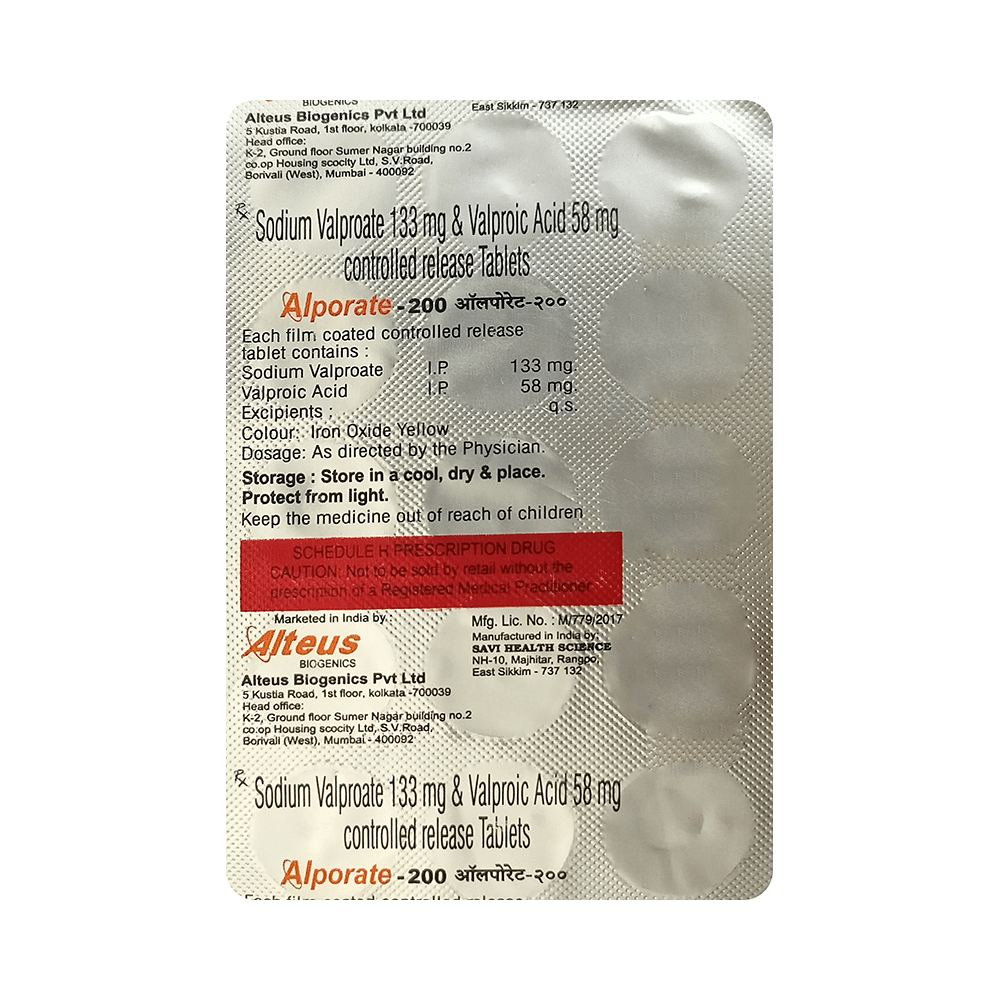 BIOGENICS
Alteus Biogenics Pvt Ltd
5 Kustia Road, 1st floor, kolkata -700039
Head office:
K-2, Ground floor Sumer Nagar building no.2
co.op Housing scocity Ltd, S.V.Road,
Borivali (West), Mumbai - 400092
East Sikkim - 737 132
Rx Sodium Valproate 133 mg & Valproic Acid 58 mg
controlled release Tablets
Alporate -200 ऑलपोरेट-२००
Each film coated controlled release
tablet contains :
Sodium Valproate I.P. 133 mg.
Valproic Acid I.P. 58 mg.
Excipients : q.s.
Colour: Iron Oxide Yellow
Dosage: As directed by the Physician.
Storage : Store in a cool, dry & place.
Protect from light.
Keep the medicine out of reach of children
SCHEDULE H PRESCRIPTION DRUG
CAUTION: Not to be sold by retail without the
prescription of a Registered Medical Practitioner
Marketed in India by :
Alteus
BIOGENICS
Alteus Biogenics Pvt Ltd
5 Kustia Road, 1st floor, kolkata -700039
Head office:
K-2, Ground floor Sumer Nagar building no.2
co.op Housing scocity Ltd, S.V.Road,
Borivali (West), Mumbai - 400092
Mfg. Lic. No. : M/779/2017
Manufactured in India by:
SAVI HEALTH SCIENCE
NH-10, Majhitar, Rangpo,
East Sikkim - 737 132
Rx Sodium Valproate 133 mg & Valproic Acid 58 mg
controlled release Tablets
Alporate -200 ऑलपोरेट-२००
Each film coated controlled release